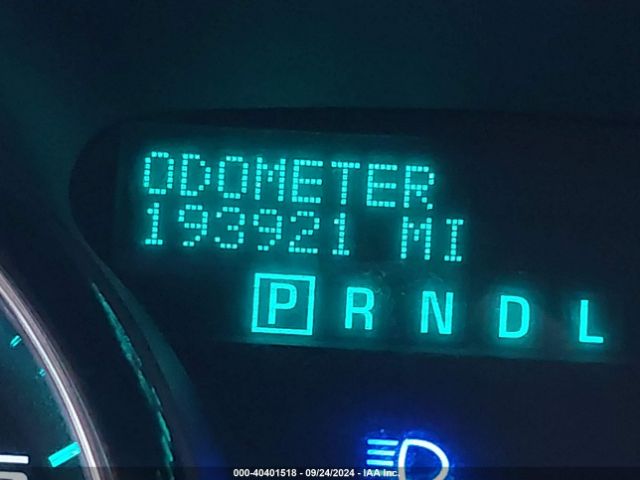 ODOMETER
193921 MI
P R N D L
000-40401518 - 09/24/2024 - IAA Inc.